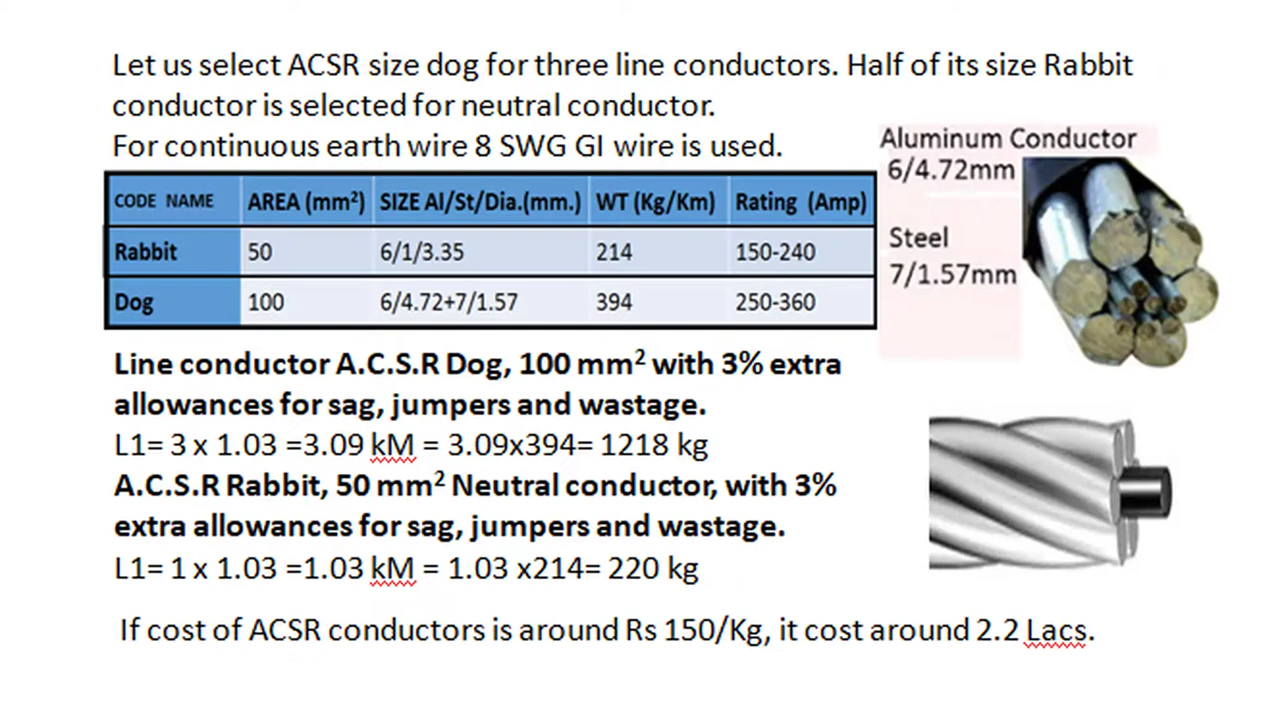 Let us select ACSR size dog for three line conductors. Half of its size Rabbit
conductor is selected for neutral conductor.
For continuous earth wire 8 SWG GI wire is used.
Aluminum Conductor
6/4.72mm
Steel
7/1.57mm
CODE NAME AREA (mm²) SIZE Al/St/Dia.(mm.) WT (Kg/Km) Rating (Amp)
Rabbit 50 6/1/3.35 214 150-240
Dog 100 6/4.72+7/1.57 394 250-360
Line conductor A.C.S.R Dog, 100 mm² with 3% extra
allowances for sag, jumpers and wastage.
L1= 3 x 1.03 =3.09 kM = 3.09x394= 1218 kg
A.C.S.R Rabbit, 50 mm² Neutral conductor, with 3%
extra allowances for sag, jumpers and wastage.
L1= 1 x 1.03 =1.03 kM = 1.03 x214= 220 kg
If cost of ACSR conductors is around Rs 150/Kg, it cost around 2.2 Lacs.